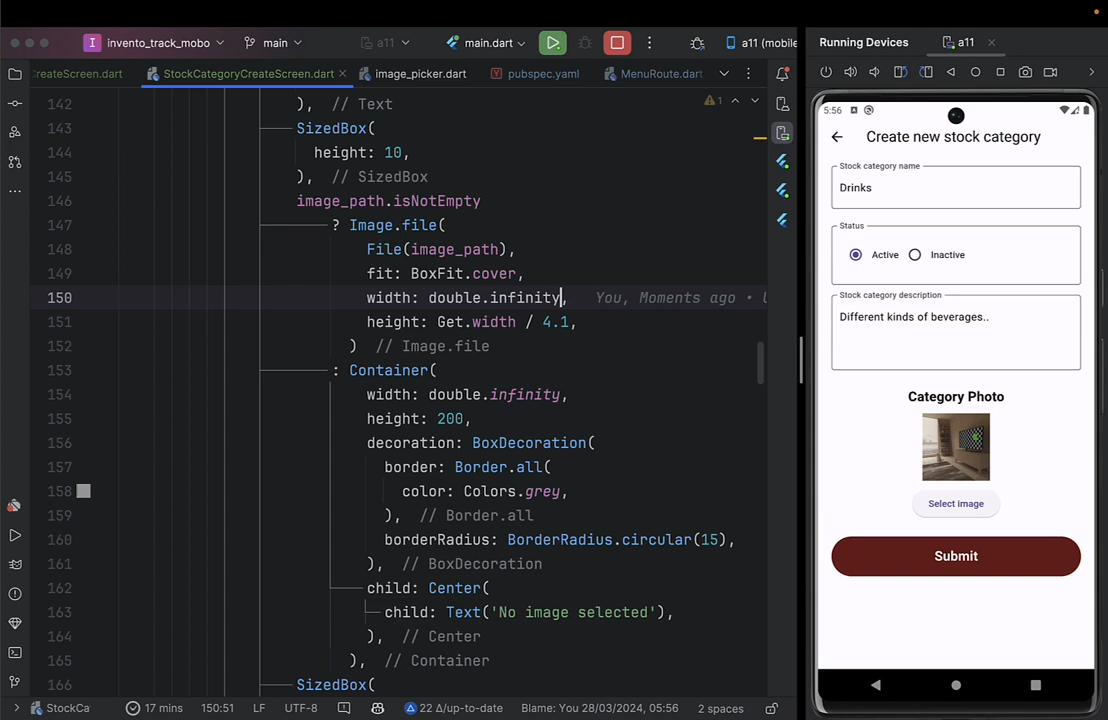 invento_track_mobo
main
a11
main.dart
a11 (mobile
Running Devices
a11
reateScreen.dart
StockCategoryCreateScreen.dart
image_picker.dart
pubspec.yaml
MenuRoute.dart
142 ), // Text
143 SizedBox(
144 height: 10,
145 ), // SizedBox
146 image_path.isNotEmpty
147 ? Image.file(
148 File(image_path),
149 fit: BoxFit.cover,
150 width: double.infinity, You, Moments ago •
151 height: Get.width / 4.1,
152 ) // Image.file
153 : Container(
154 width: double.infinity,
155 height: 200,
156 decoration: BoxDecoration(
157 border: Border.all(
158 color: Colors.grey,
159 ), // Border.all
160 borderRadius: BorderRadius.circular(15),
161 ), // BoxDecoration
162 child: Center(
163 child: Text('No image selected'),
164 ), // Center
165 ), // Container
166 SizedBox(
1
5:56
Create new stock category
Stock category name
Drinks
Status
Active
Inactive
Stock category description
Different kinds of beverages..
Category Photo
Select image
Submit
StockCa
17 mins
150:51
LF
UTF-8
22 Δ/up-to-date
Blame: You 28/03/2024, 05:56
2 spaces